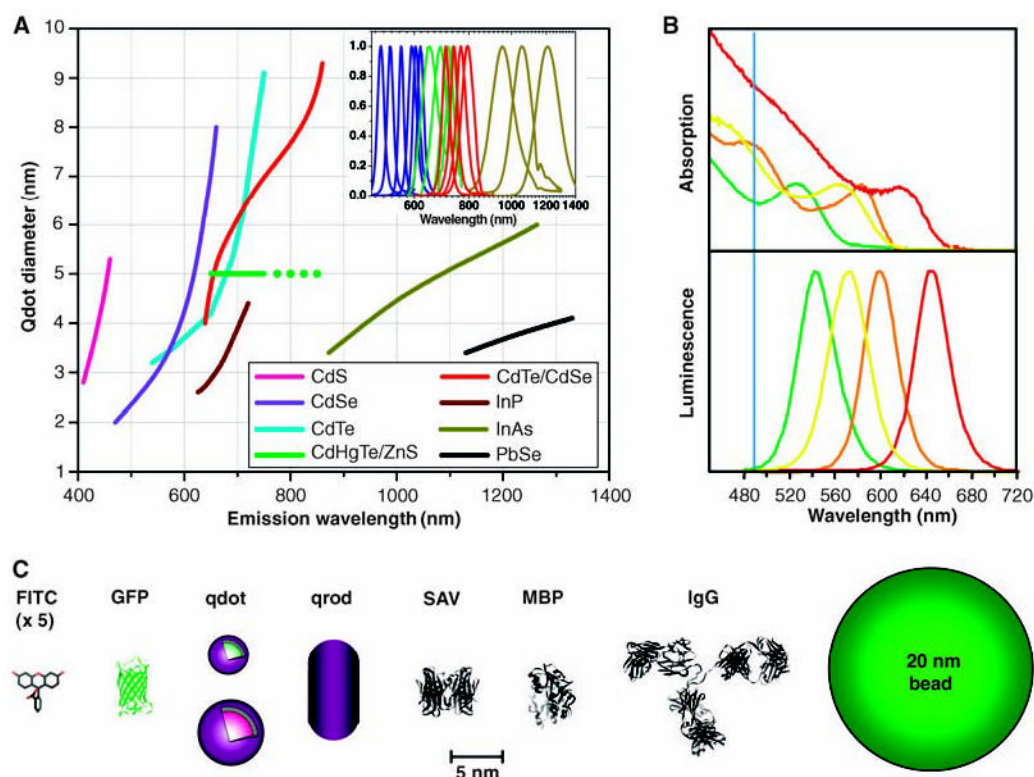 A
Qdot diameter (nm)
10
9
8
7
6
5
4
3
2
1
400
600
800
1000
1200
1400
Emission wavelength (nm)
1.0
0.8
0.6
0.4
0.2
0.0
600
800
1000
1200
1400
Wavelength (nm)
CdS
CdSe
CdTe
CdHgTe/ZnS
CdTe/CdSe
InP
InAs
PbSe
B
Absorption
Luminescence
480
520
560
600
640
680
720
Wavelength (nm)
C
FITC
(x 5)
GFP
qdot
qrod
SAV
MBP
IgG
5 nm
20 nm
bead